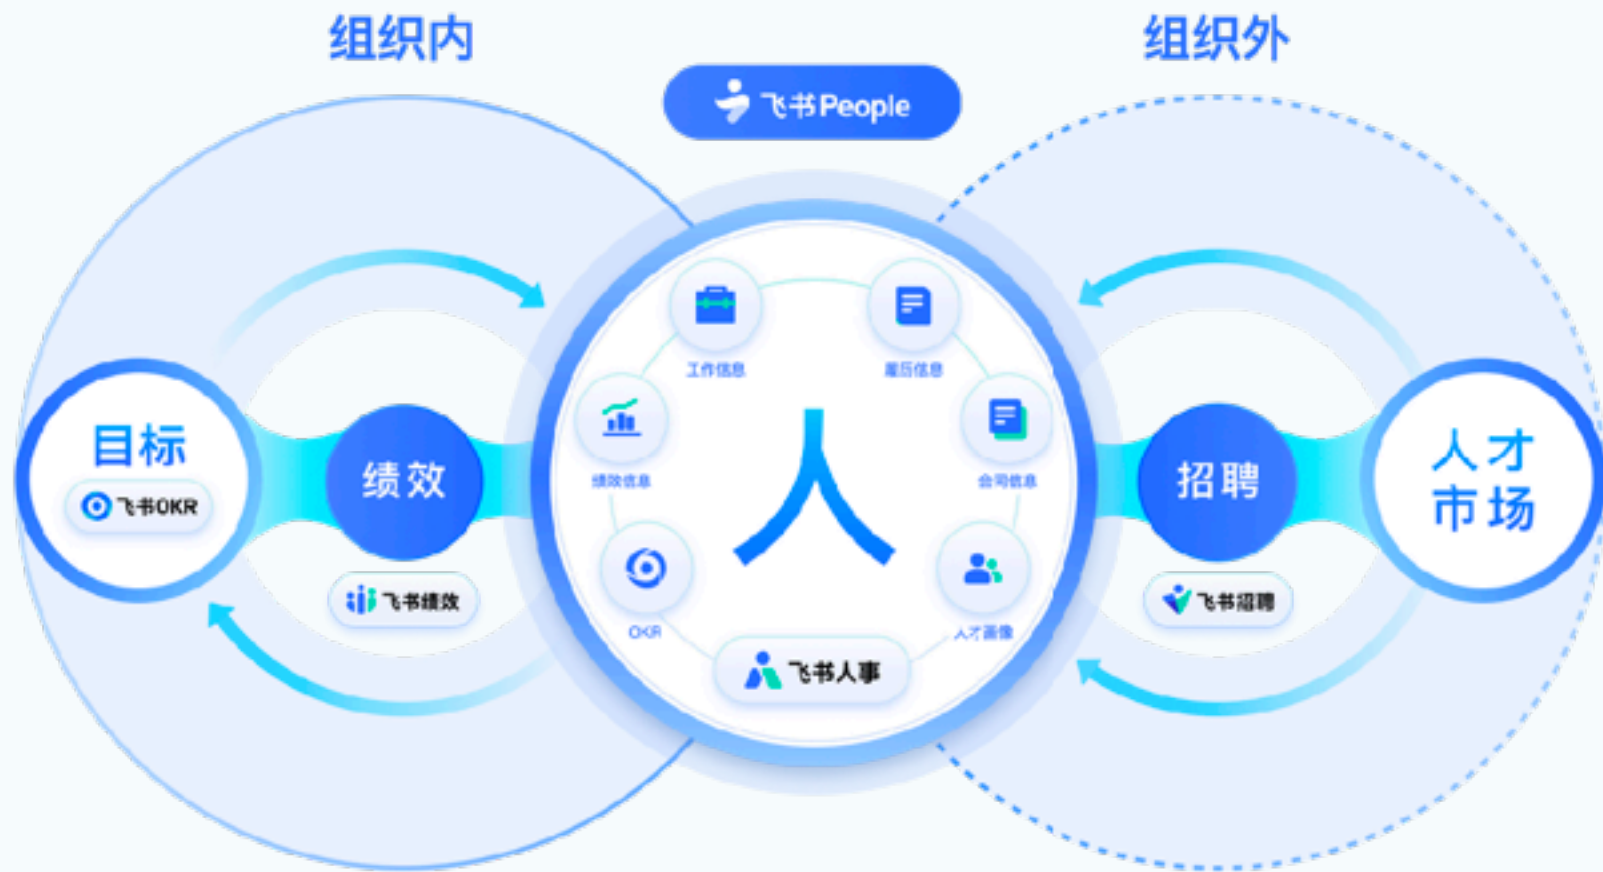 组织内
组织外
飞书People
工作信息
履历信息
目标
飞书OKR
绩效
绩效信息
人
合同信息
招聘
人才
市场
飞书绩效
OKR
人才画像
飞书招聘
飞书人事